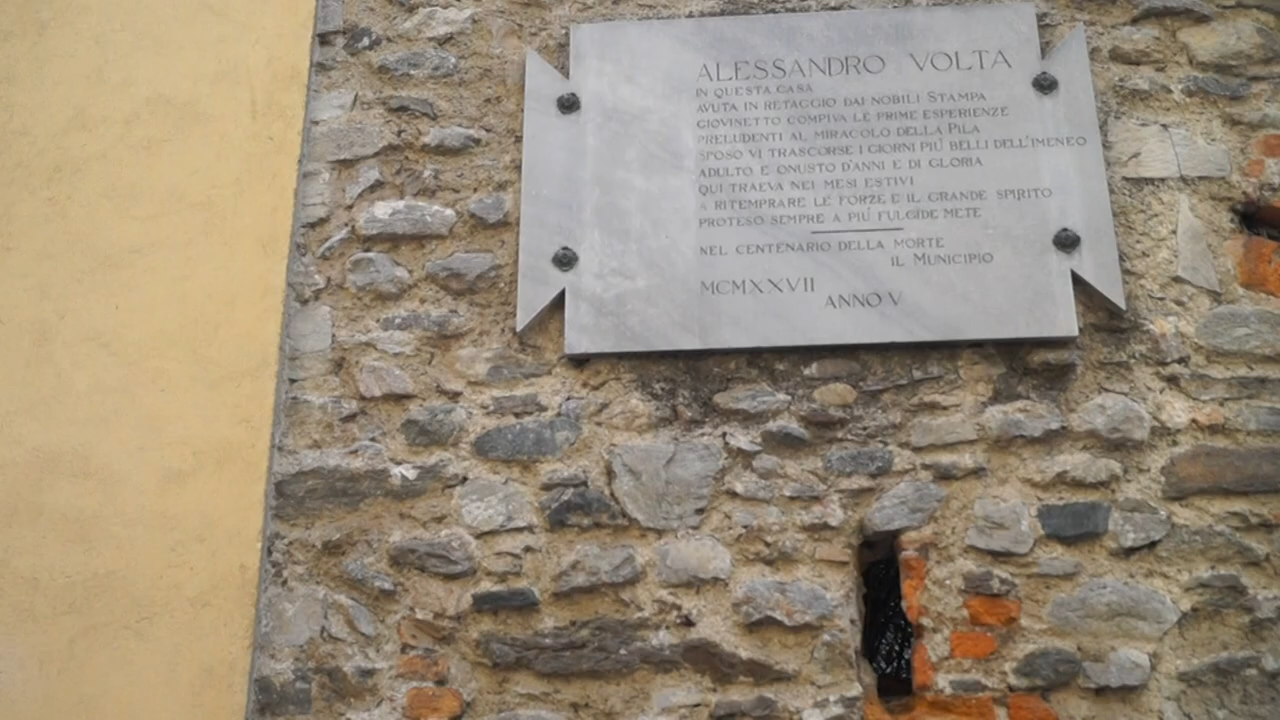 ALESSANDRO VOLTA
IN QUESTA CASA
AVUTA IN RETAGGIO DAI NOBILI STAMPA
GIOVINETTO COMPIVA LE PRIME ESPERIENZE
PRELUDENTI AL MIRACOLO DELLA PILA
SPOSO VI TRASCORSE I GIORNI PIÙ BELLI DELL'IMENEO
ADULTO E ONUSTO D'ANNI E DI GLORIA
QUI TRAEVA NEI MESI ESTIVI
A RITEMPRARE LE FORZE E IL GRANDE SPIRITO
PROTESO SEMPRE A PIÙ FULGIDE METE
NEL CENTENARIO DELLA MORTE
IL MUNICIPIO
MCMXXVII
ANNO V